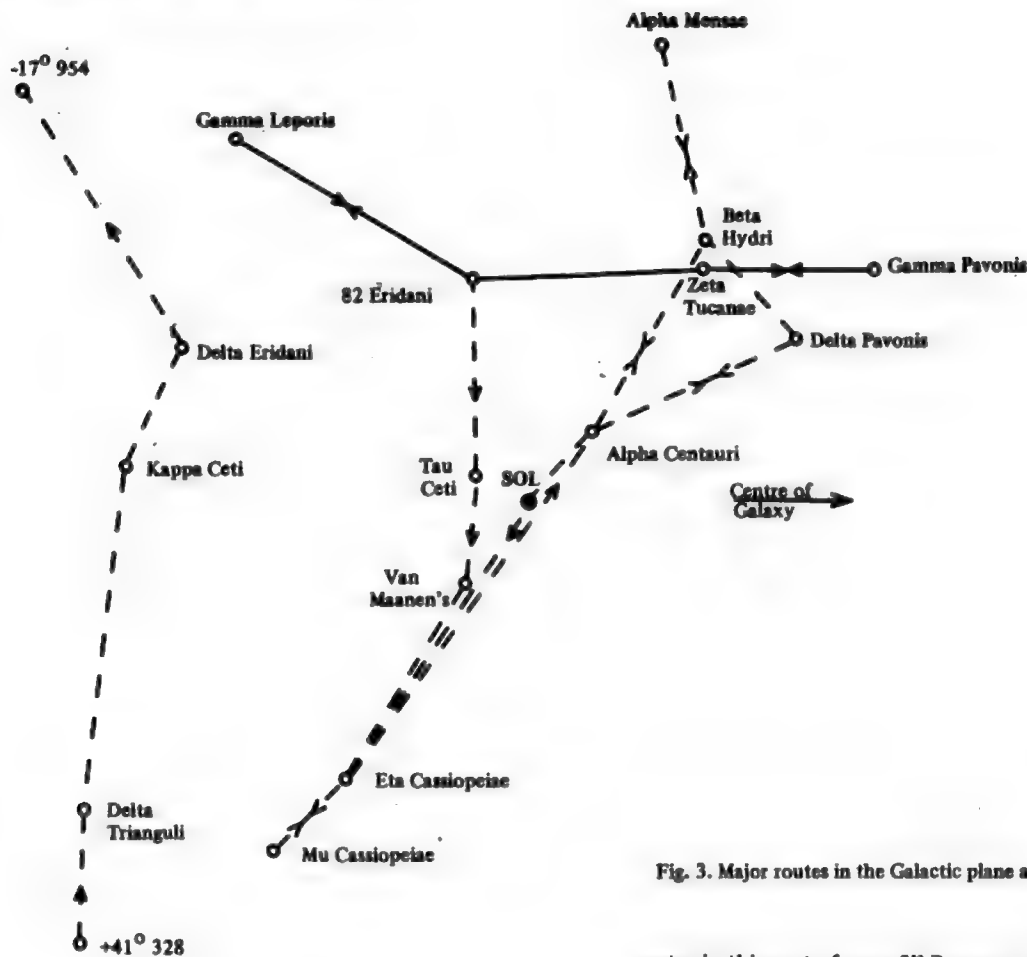 Alpha Mensae
-17° 954
Gamma Leporis
Beta
Hydri
Gamma Pavonis
82 Eridani
Zeta
Tucanae
Delta Eridani
Delta Pavonis
Kappa Ceti
Tau
Ceti
SOL
Alpha Centauri
Centre of
Galaxy
Van
Maanen's
Eta Cassiopeiae
Delta
Trianguli
Mu Cassiopeiae
Fig. 3. Major routes in the Galactic plane a
+41° 328